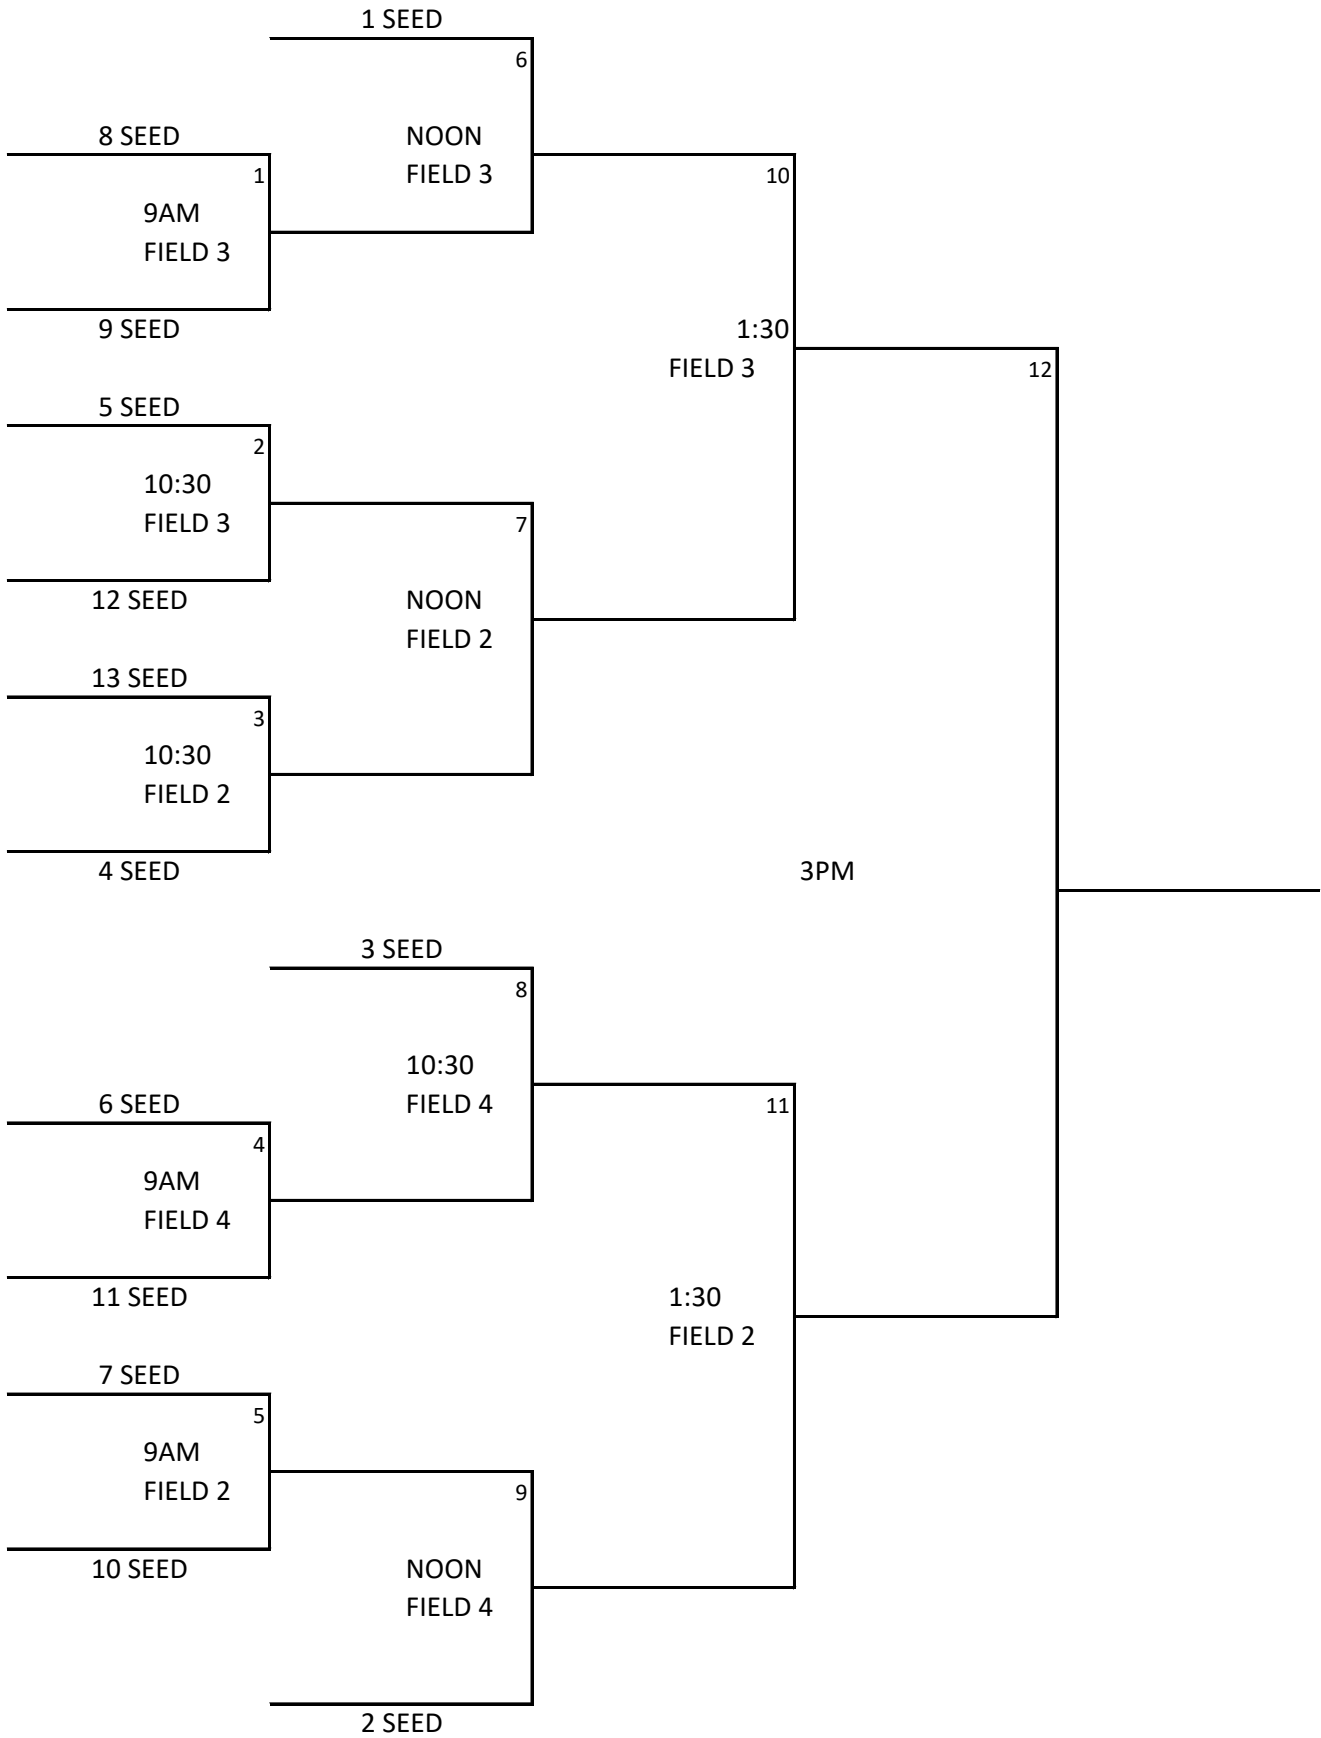 1 SEED
6
8 SEED
NOON
1
FIELD 3
10
9AM
FIELD 3
9 SEED
1:30
FIELD 3
12
5 SEED
2
10:30
FIELD 3
7
12 SEED
NOON
FIELD 2
13 SEED
3
10:30
FIELD 2
4 SEED
3PM
3 SEED
8
10:30
6 SEED
FIELD 4
11
4
9AM
FIELD 4
11 SEED
1:30
FIELD 2
7 SEED
5
9AM
FIELD 2
9
10 SEED
NOON
FIELD 4
2 SEED